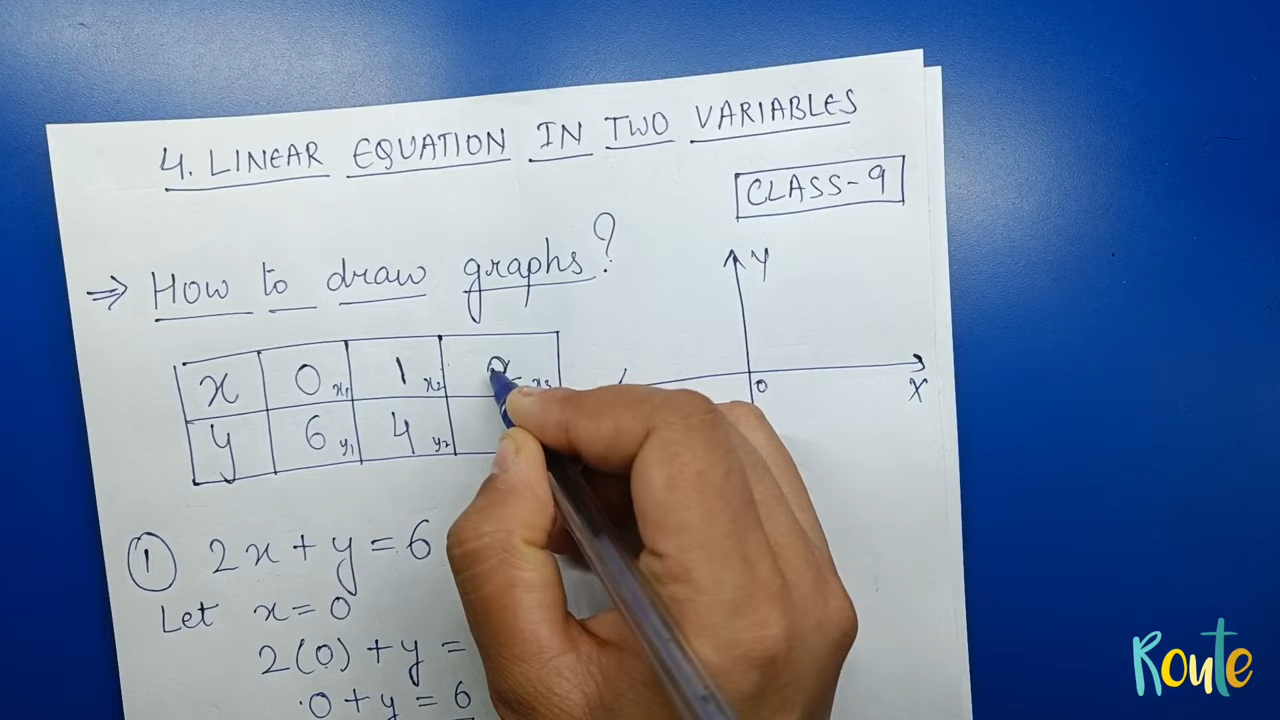 4. LINEAR EQUATION IN TWO VARIABLES
CLASS-9
⇒ How to draw graphs?
Y
x 0 x₁ 1 x₂ x₃
y 6 y₁ 4 y₂
0
X
① 2x + y = 6
Let x = 0
2(0) + y =
0 + y = 6
Route